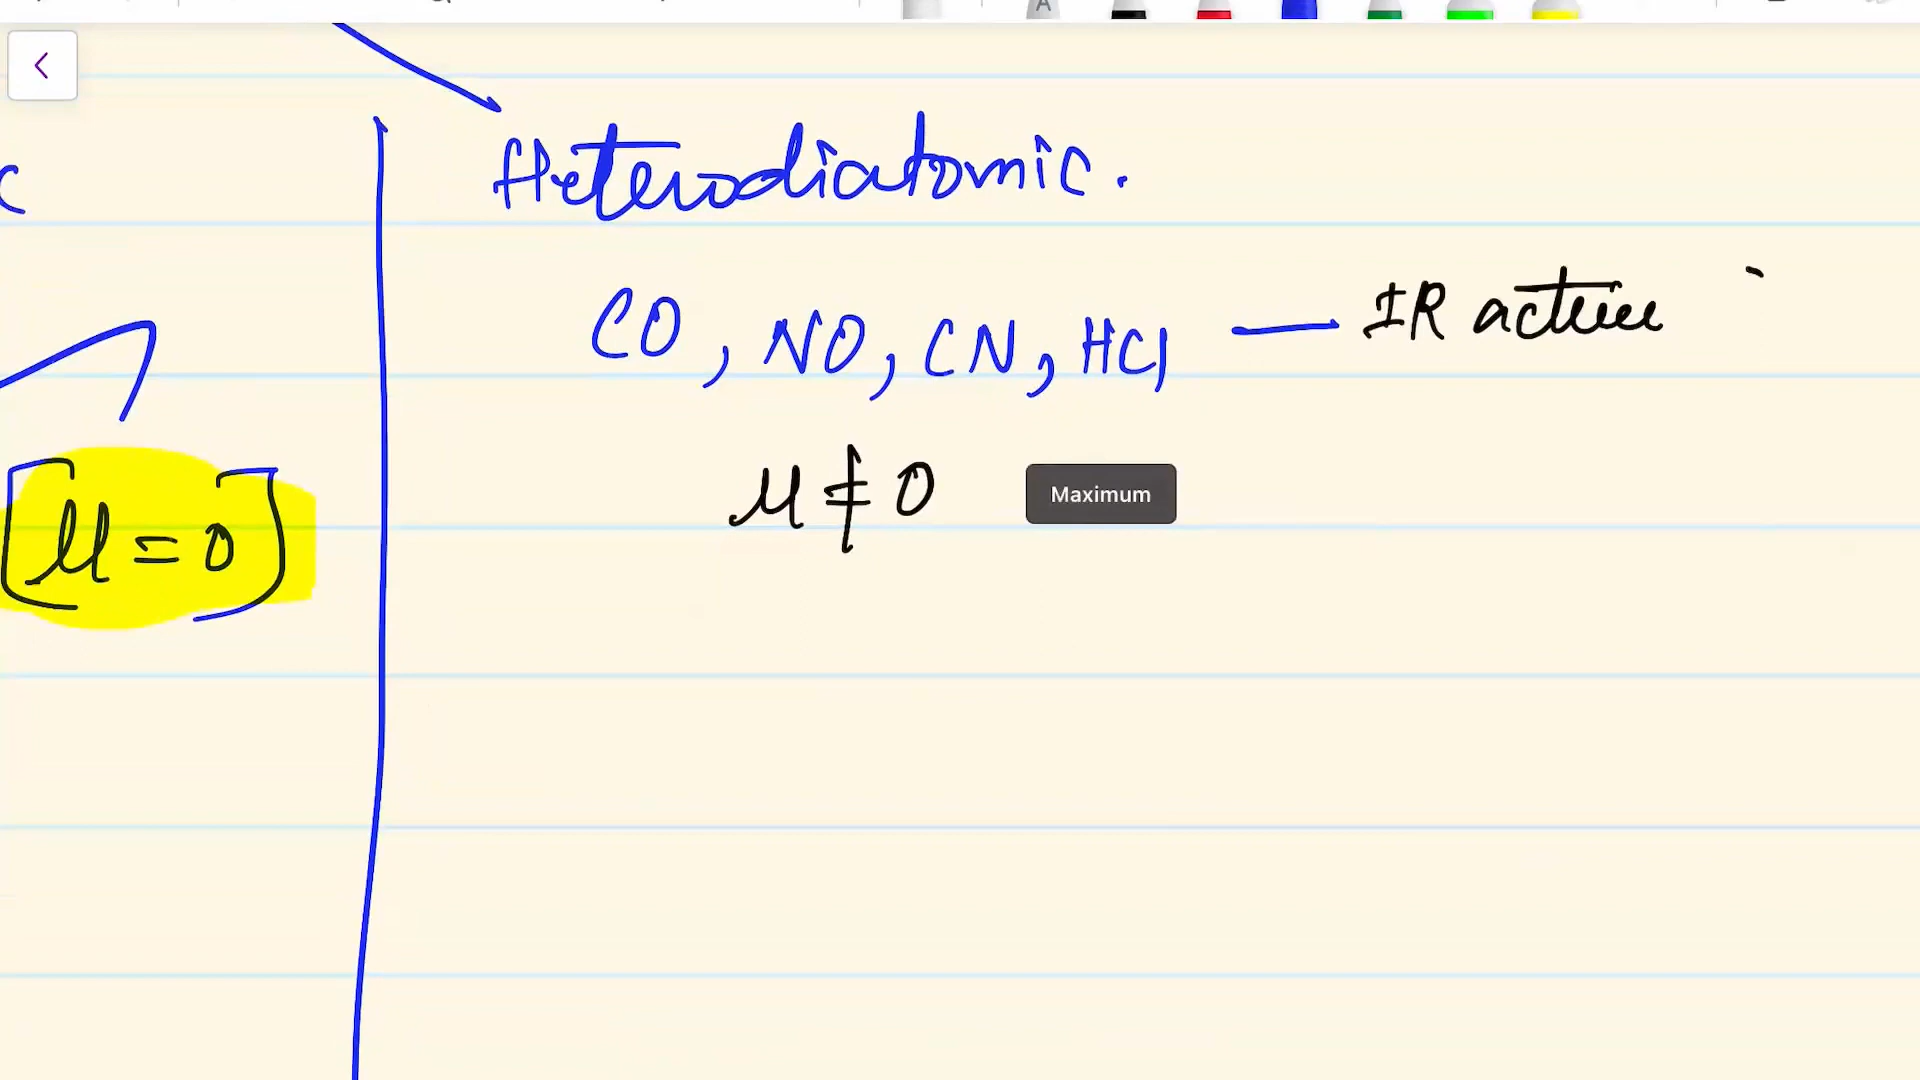 Heterodiatomic.
c
CO, NO, CN, HCl — IR active
μ ≠ 0
Maximum
[μ = 0]